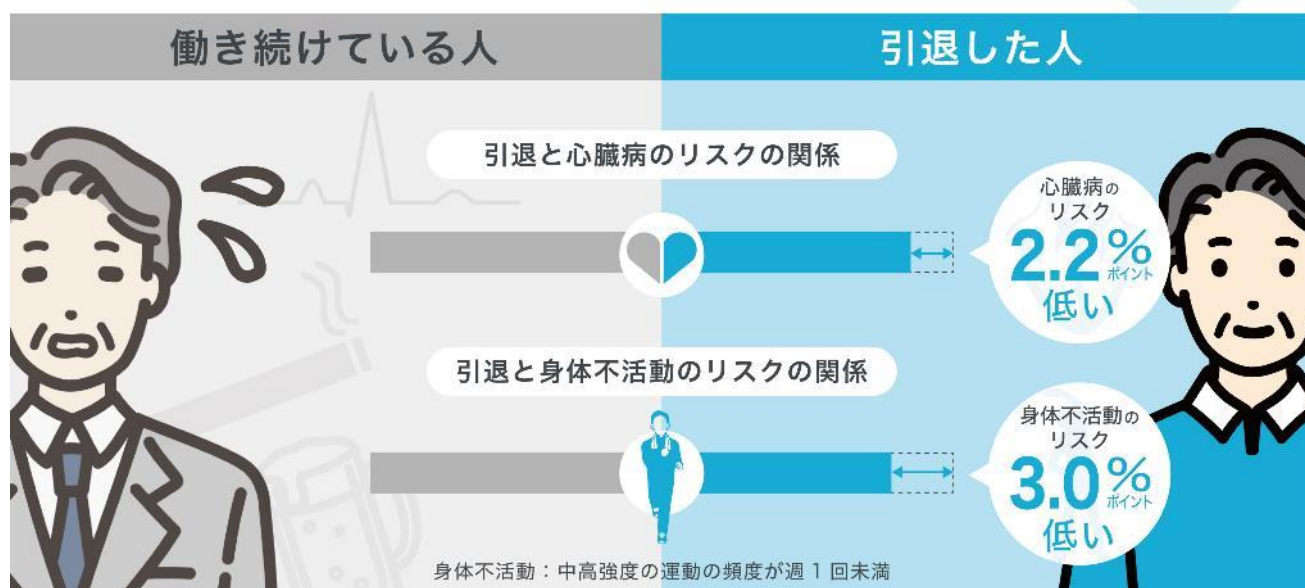 働き続けている人
引退した人
引退と心臓病のリスクの関係
心臓病の
リスク
2.2%
ポイント
低い
引退と身体不活動のリスクの関係
身体不活動の
リスク
3.0%
ポイント
低い
身体不活動：中高強度の運動の頻度が週1回未満